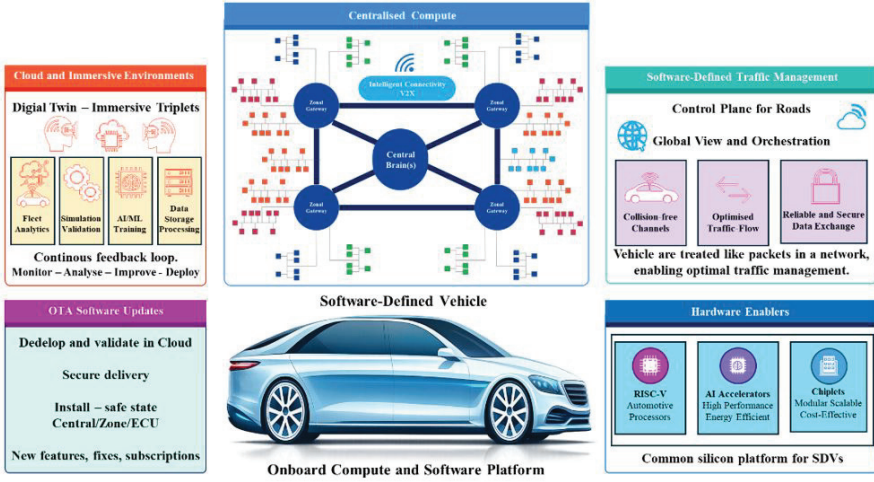 Centralised Compute
Intelligent Connectivity
V2X
Zonal
Gateway
Zonal
Gateway
Central
Brain(s)
Zonal
Gateway
Zonal
Gateway
Cloud and Immersive Environments
Digial Twin – Immersive Triplets
Fleet
Analytics
Simulation
Validation
AI/ML
Training
Data
Storage
Processing
Continous feedback loop.
Monitor – Analyse – Improve - Deploy
Software-Defined Traffic Management
Control Plane for Roads
Global View and Orchestration
Collision-free
Channels
Optimised
Traffic-Flow
Reliable and Secure
Data Exchange
Vehicle are treated like packets in a network,
enabling optimal traffic management.
OTA Software Updates
Dedelop and validate in Cloud
Secure delivery
Install – safe state
Central/Zone/ECU
New features, fixes, subscriptions
Software-Defined Vehicle
Onboard Compute and Software Platform
Hardware Enablers
RISC-V
Automotive
Processors
AI Accelerators
High Performance
Energy Efficient
Chiplets
Modular Scalable
Cost-Effective
Common silicon platform for SDVs